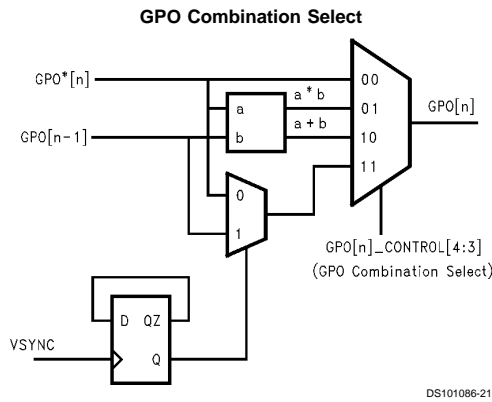 GPO Combination Select
GPO*[n]
00
a * b
a
01
GPO[n]
a + b
GPO[n-1]
b
10
11
0
1
GPO[n]_CONTROL[4:3]
(GPO Combination Select)
D QZ
VSYNC
Q
DS101086-21